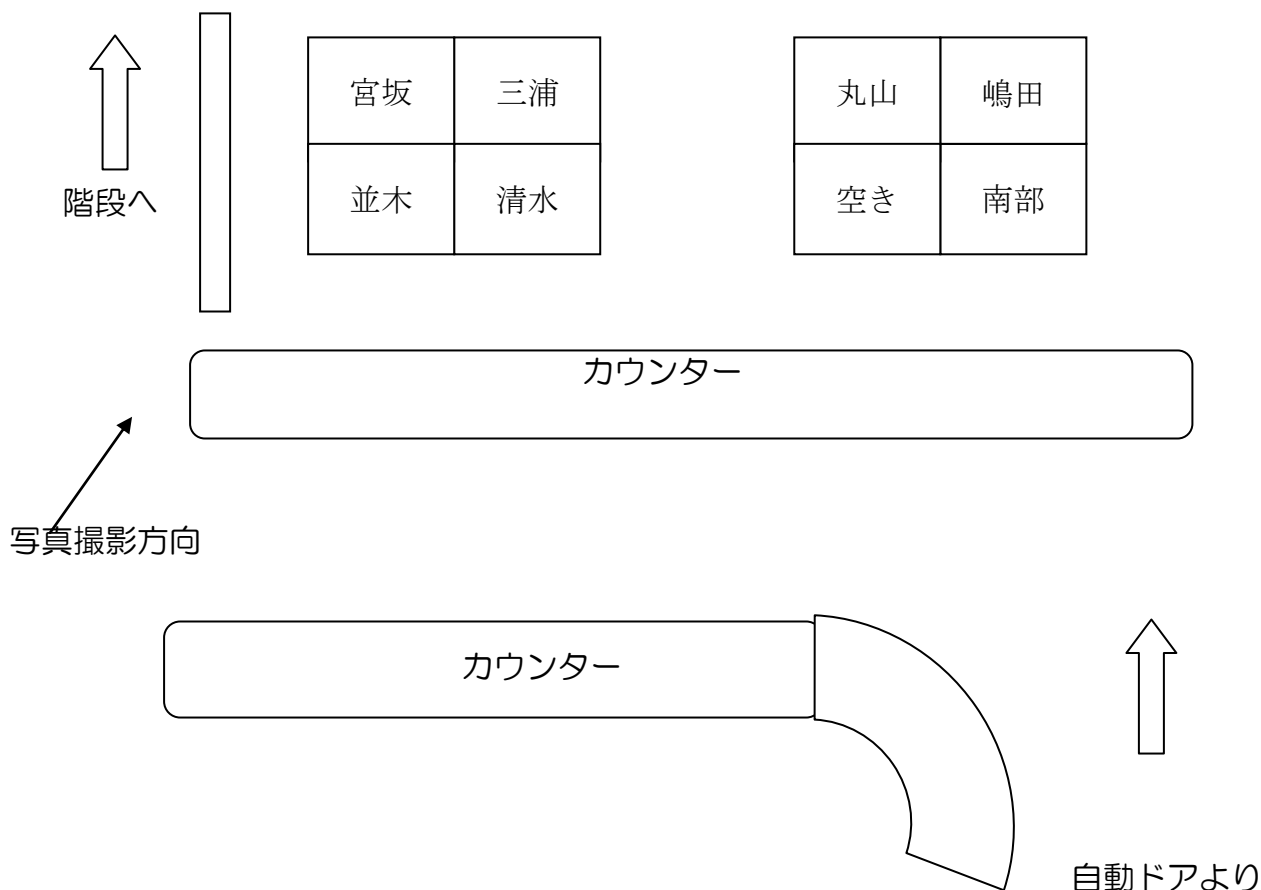 宮坂 三浦 丸山 嶋田
並木 清水 空き 南部
階段へ
カウンター
写真撮影方向
カウンター
自動ドアより